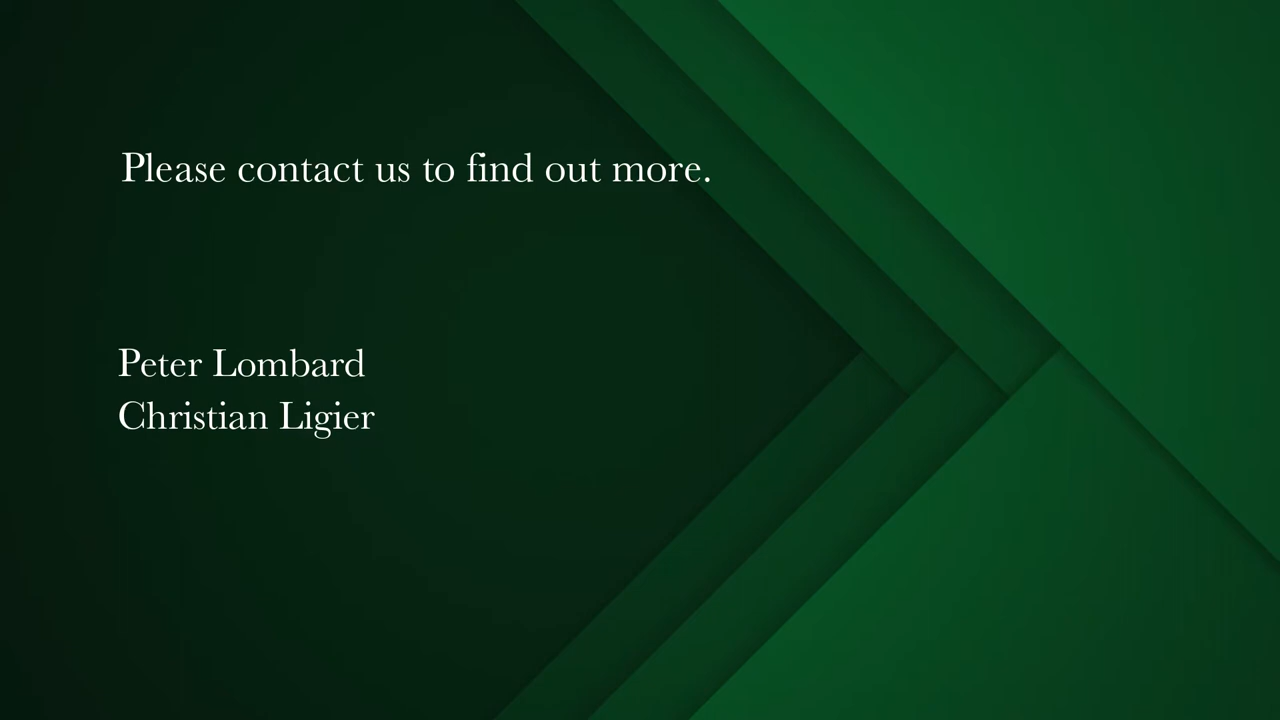 Please contact us to find out more.
Peter Lombard
Christian Ligier